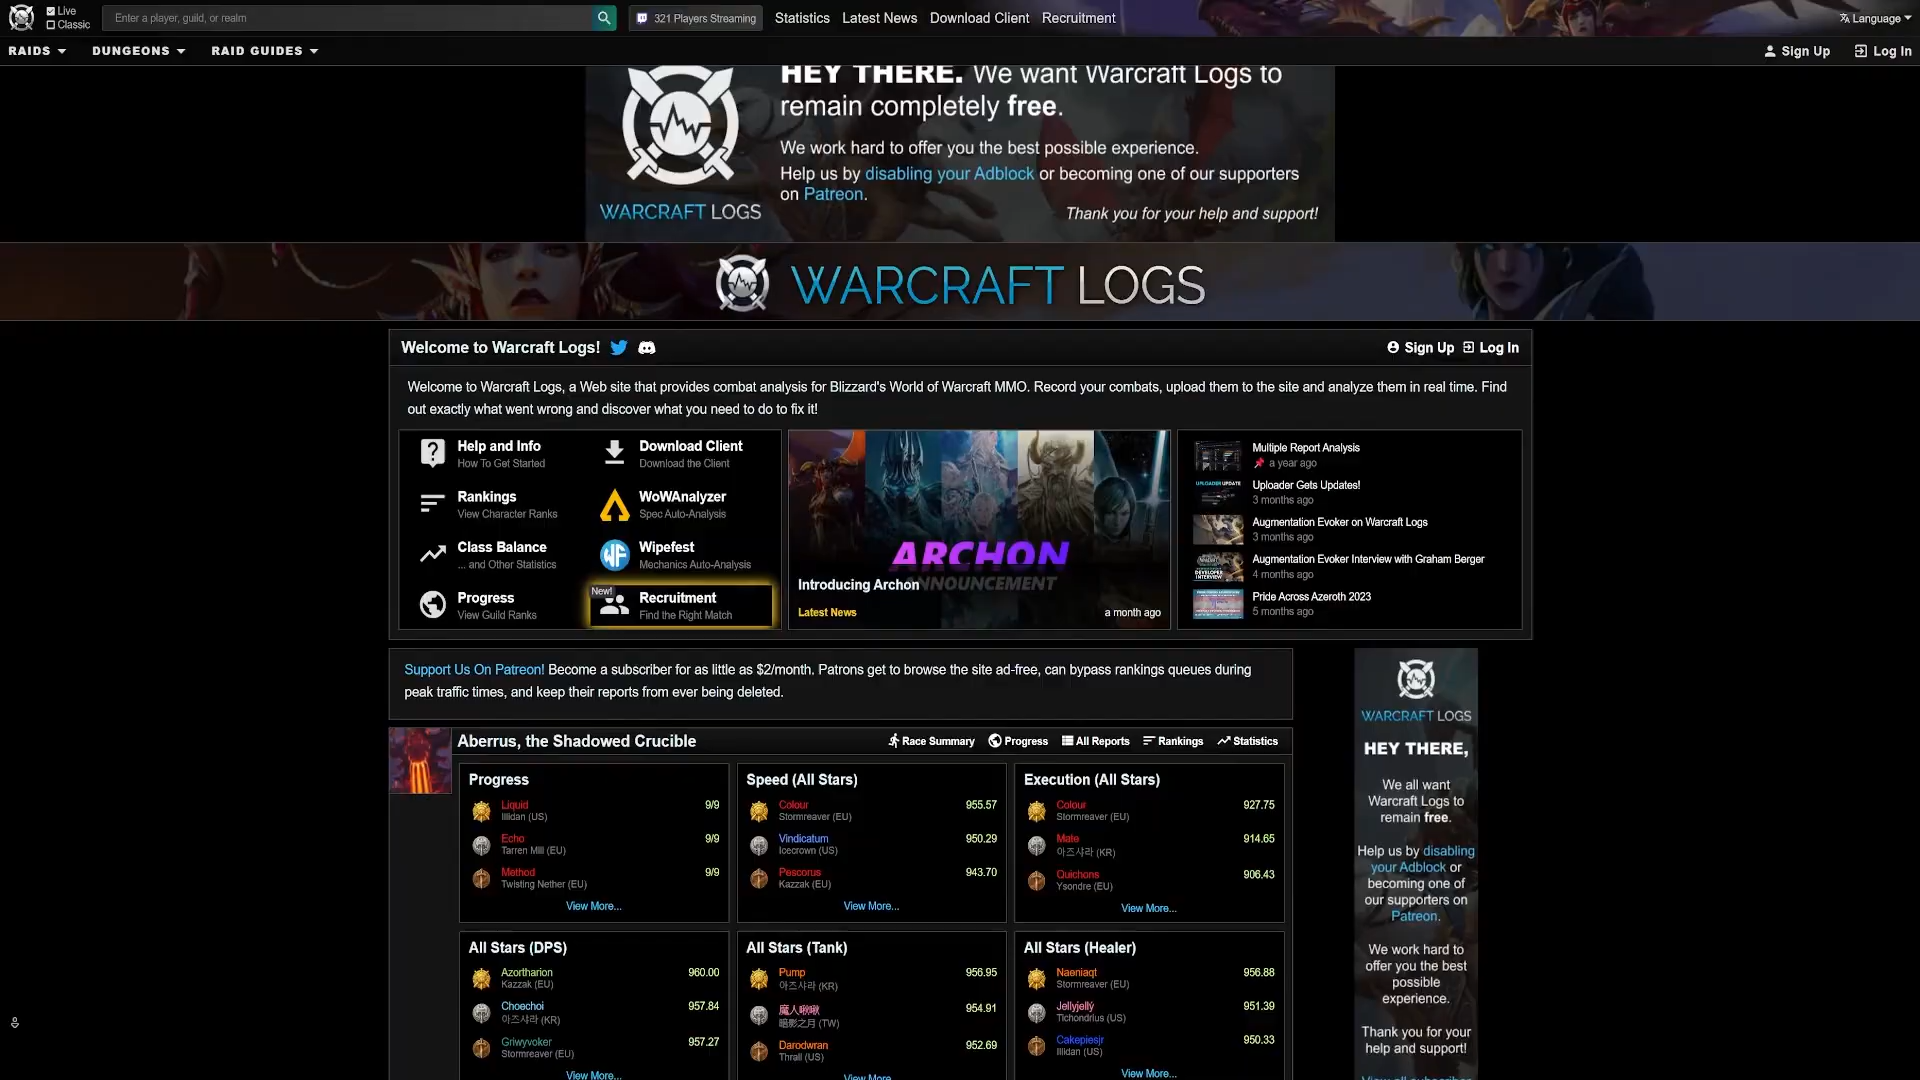 Live
Classic
Enter a player, guild, or realm
321 Players Streaming
Statistics
Latest News
Download Client
Recruitment
Language
RAIDS
DUNGEONS
RAID GUIDES
Sign Up
Log In
HEY THERE. We want Warcraft Logs to
remain completely free.
We work hard to offer you the best possible experience.
Help us by disabling your Adblock or becoming one of our supporters
on Patreon.
WARCRAFT LOGS
Thank you for your help and support!
WARCRAFT LOGS
Welcome to Warcraft Logs!
Sign Up
Log In
Welcome to Warcraft Logs, a Web site that provides combat analysis for Blizzard's World of Warcraft MMO. Record your combats, upload them to the site and analyze them in real time. Find
out exactly what went wrong and discover what you need to do to fix it!
Help and Info
How To Get Started
Download Client
Download the Client
Rankings
View Character Ranks
WoWAnalyzer
Spec Auto-Analysis
Class Balance
... and Other Statistics
Wipefest
Mechanics Auto-Analysis
Progress
View Guild Ranks
New!
Recruitment
Find the Right Match
ARCHON
ANNOUNCEMENT
Introducing Archon
Latest News
a month ago
Multiple Report Analysis
a year ago
UPLOADER UPDATE
Uploader Gets Updates!
3 months ago
Augmentation Evoker on Warcraft Logs
3 months ago
DEVELOPER
INTERVIEW
Augmentation Evoker Interview with Graham Berger
4 months ago
Pride Across Azeroth 2023
5 months ago
Support Us On Patreon! Become a subscriber for as little as $2/month. Patrons get to browse the site ad-free, can bypass rankings queues during
peak traffic times, and keep their reports from ever being deleted.
Aberrus, the Shadowed Crucible
Race Summary
Progress
All Reports
Rankings
Statistics
Progress
Liquid 9/9
Illidan (US)
Echo 9/9
Tarren Mill (EU)
Method 9/9
Twisting Nether (EU)
View More...
Speed (All Stars)
Colour 955.57
Stormreaver (EU)
Vindicatum 950.29
Icecrown (US)
Pescorus 943.70
Kazzak (EU)
View More...
Execution (All Stars)
Colour 927.75
Stormreaver (EU)
Mate 914.65
아즈샤라 (KR)
Quichons 906.43
Ysondre (EU)
View More...
All Stars (DPS)
Azortharion 960.00
Kazzak (EU)
Choechoi 957.84
아즈샤라 (KR)
Griwyvoker 957.27
Stormreaver (EU)
View More...
All Stars (Tank)
Pump 956.95
아즈샤라 (KR)
魔人啾啾 954.91
暗影之月 (TW)
Darodwran 952.69
Thrall (US)
View More...
All Stars (Healer)
Naeniaqt 956.88
Stormreaver (EU)
Jellyjellý 951.39
Tichondrius (US)
Cakepiesjr 950.33
Illidan (US)
View More...
WARCRAFT LOGS
HEY THERE,
We all want
Warcraft Logs to
remain free.
Help us by disabling
your Adblock or
becoming one of
our supporters on
Patreon.
We work hard to
offer you the best
possible
experience.
Thank you for your
help and support!